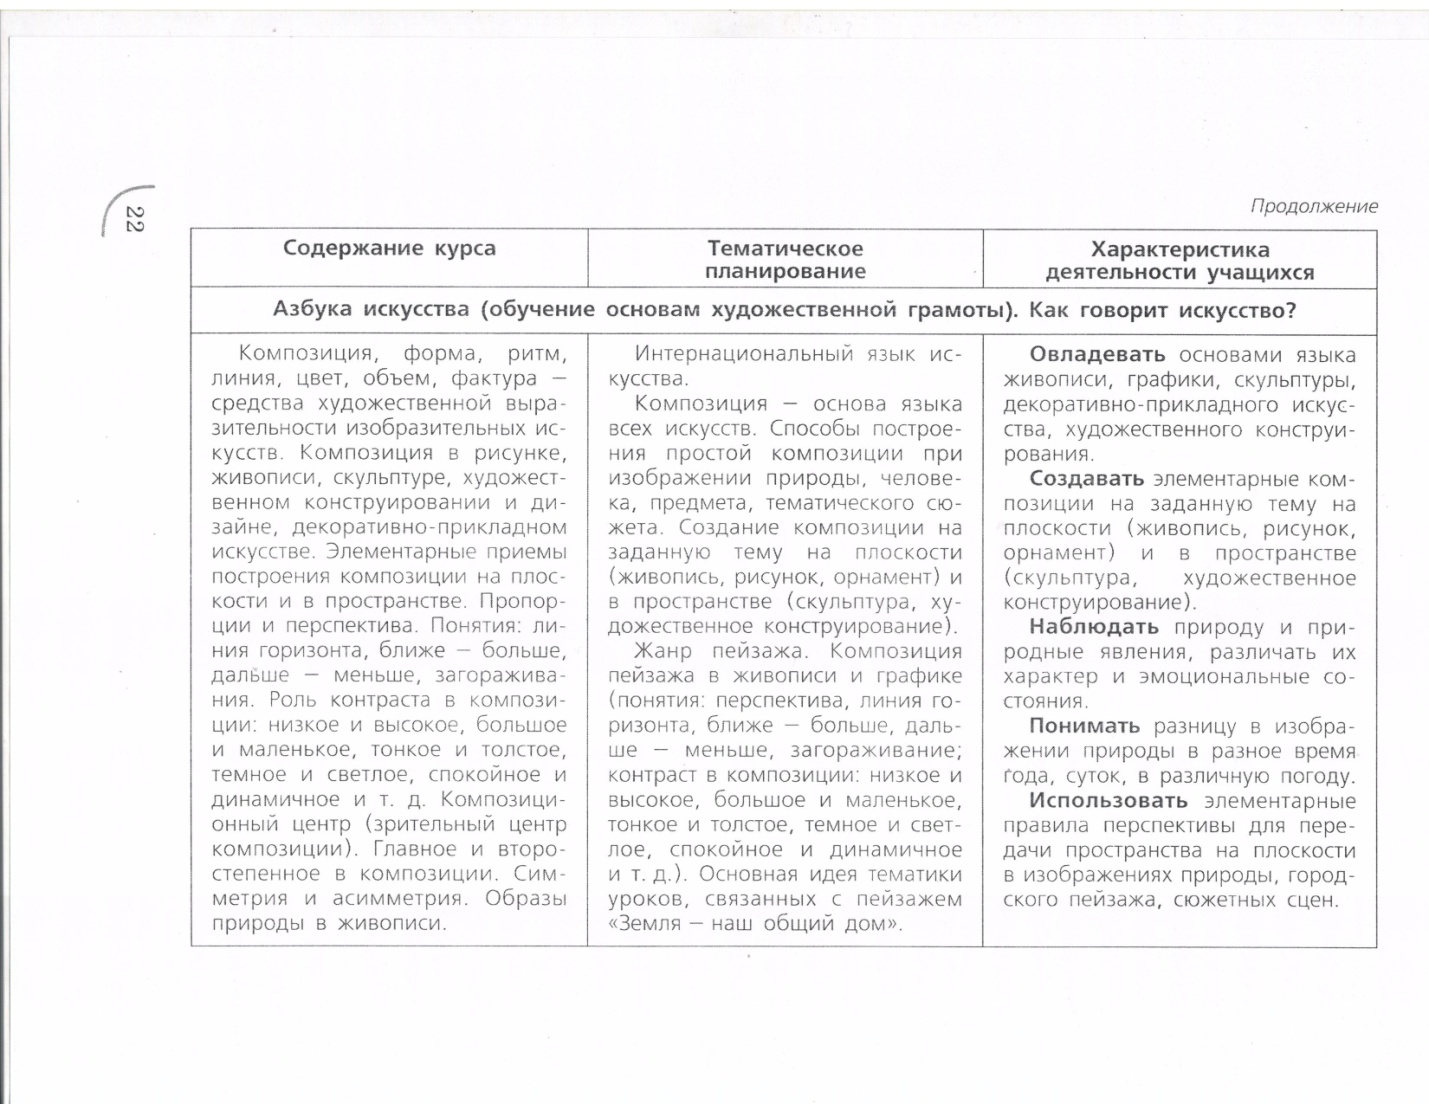 22
Продолжение
Содержание курса
Тематическое
планирование
Характеристика
деятельности учащихся
Азбука искусства (обучение основам художественной грамоты). Как говорит искусство?
Композиция, форма, ритм,
линия, цвет, объем, фактура –
средства художественной выра-
зительности изобразительных ис-
кусств. Композиция в рисунке,
живописи, скульптуре, художест-
венном конструировании и ди-
зайне, декоративно-прикладном
искусстве. Элементарные приемы
построения композиции на плос-
кости и в пространстве. Пропор-
ции и перспектива. Понятия: ли-
ния горизонта, ближе – больше,
дальше – меньше, загоражива-
ния. Роль контраста в компози-
ции: низкое и высокое, большое
и маленькое, тонкое и толстое,
темное и светлое, спокойное и
динамичное и т. д. Композици-
онный центр (зрительный центр
композиции). Главное и второ-
степенное в композиции. Сим-
метрия и асимметрия. Образы
природы в живописи.
Интернациональный язык ис-
кусства.
Композиция – основа языка
всех искусств. Способы построе-
ния простой композиции при
изображении природы, челове-
ка, предмета, тематического сю-
жета. Создание композиции на
заданную тему на плоскости
(живопись, рисунок, орнамент) и
в пространстве (скульптура, ху-
дожественное конструирование).
Жанр пейзажа. Композиция
пейзажа в живописи и графике
(понятия: перспектива, линия го-
ризонта, ближе – больше, даль-
ше – меньше, загораживание;
контраст в композиции: низкое и
высокое, большое и маленькое,
тонкое и толстое, темное и свет-
лое, спокойное и динамичное
и т. д.). Основная идея тематики
уроков, связанных с пейзажем
«Земля – наш общий дом».
Овладевать основами языка
живописи, графики, скульптуры,
декоративно-прикладного искус-
ства, художественного конструи-
рования.
Создавать элементарные ком-
позиции на заданную тему на
плоскости (живопись, рисунок,
орнамент) и в пространстве
(скульптура, художественное
конструирование).
Наблюдать природу и при-
родные явления, различать их
характер и эмоциональные со-
стояния.
Понимать разницу в изобра-
жении природы в разное время
года, суток, в различную погоду.
Использовать элементарные
правила перспективы для пере-
дачи пространства на плоскости
в изображениях природы, город-
ского пейзажа, сюжетных сцен.